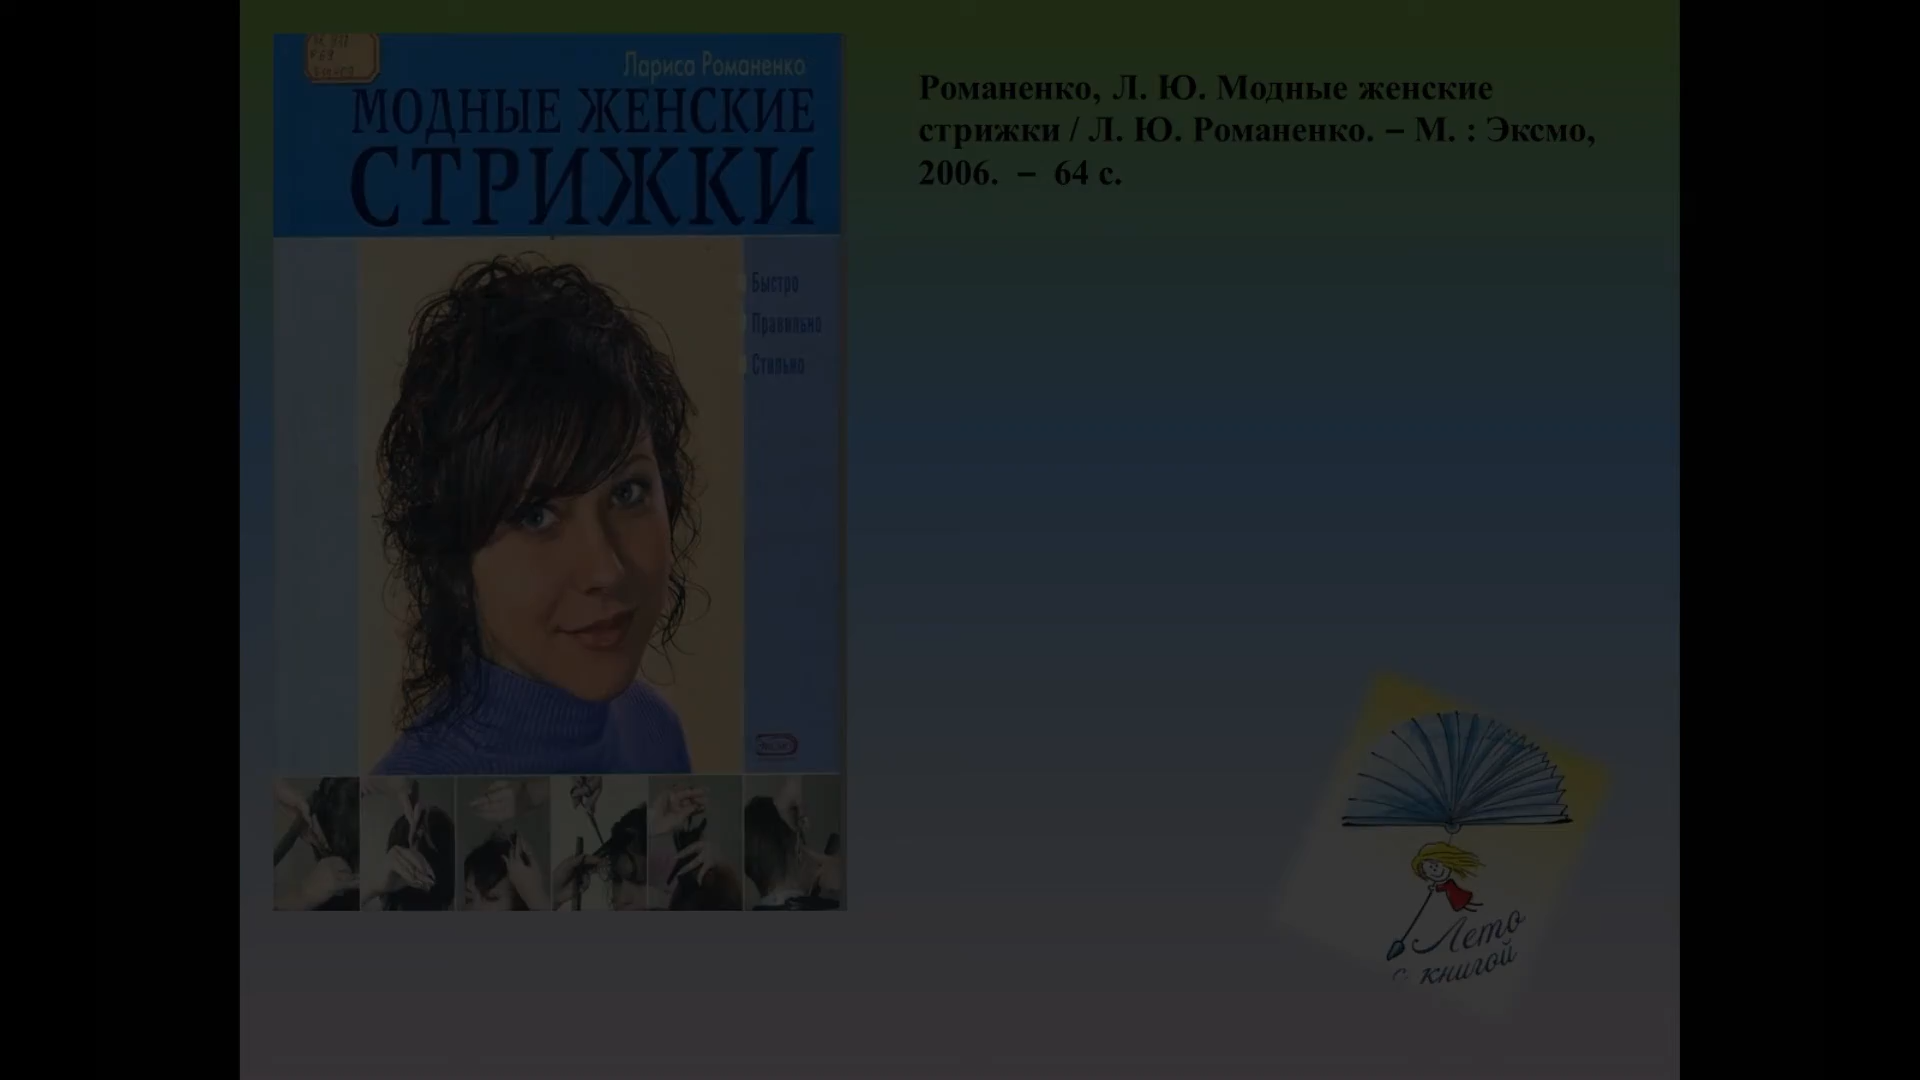 Лариса Романенко
МОДНЫЕ ЖЕНСКИЕ
СТРИЖКИ
Быстро
Правильно
Стильно
Романенко, Л. Ю. Модные женские
стрижки / Л. Ю. Романенко. – М. : Эксмо,
2006. – 64 с.
Лето
с книгой